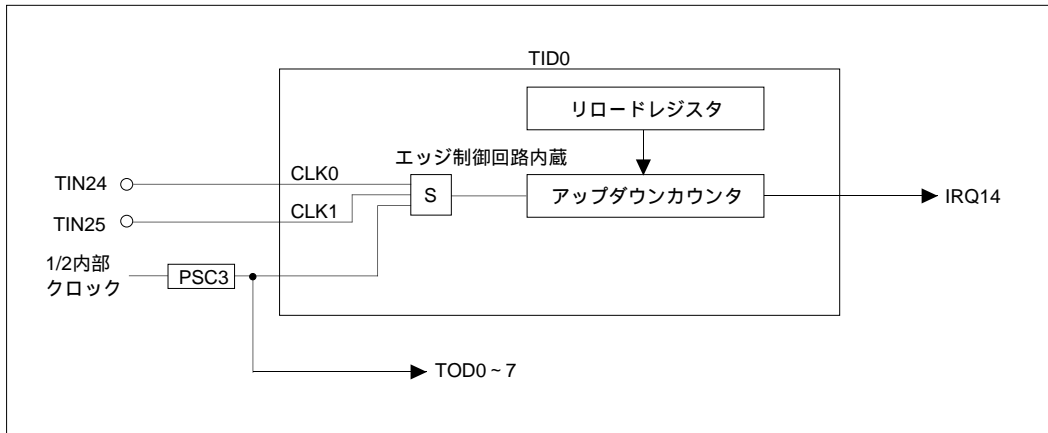 TID0
リロードレジスタ
エッジ制御回路内蔵
TIN24
CLK0
S
アップダウンカウンタ
IRQ14
TIN25
CLK1
1/2内部
クロック
PSC3
TOD0~7